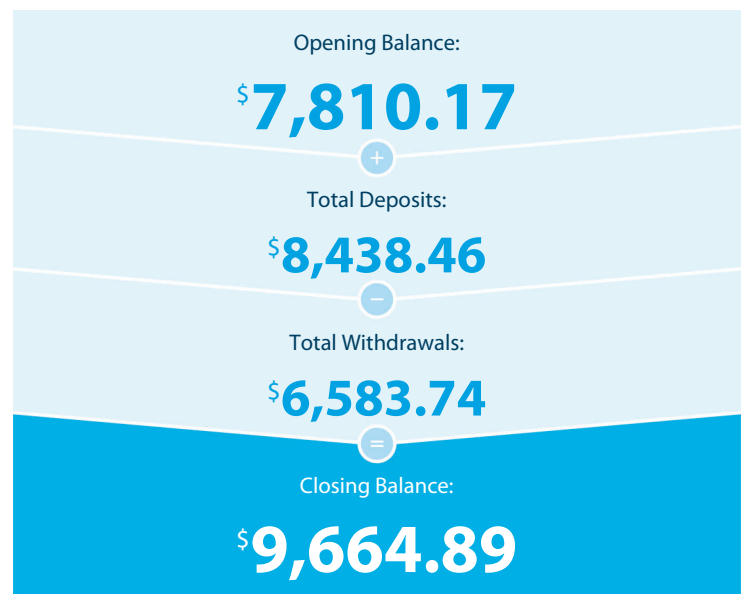 Opening Balance:
$7,810.17
+
Total Deposits:
$8,438.46
−
Total Withdrawals:
$6,583.74
=
Closing Balance:
$9,664.89